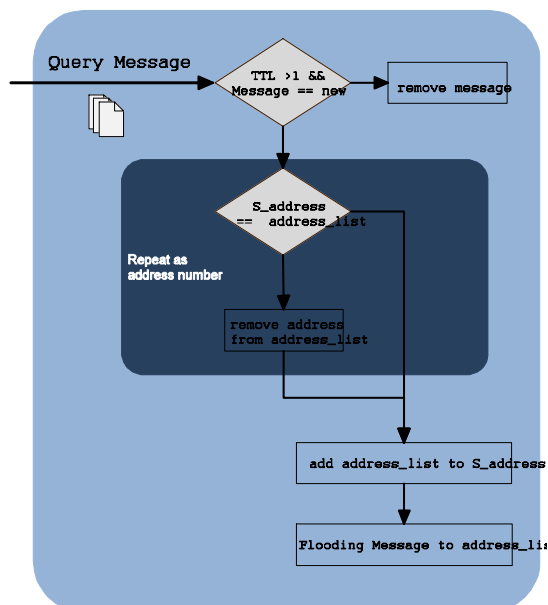 Query Message
TTL >1 &&
Message == new
remove message
S_address
== address_list
Repeat as
address number
remove address
from address_list
add address_list to S_address
Flooding Message to address_li